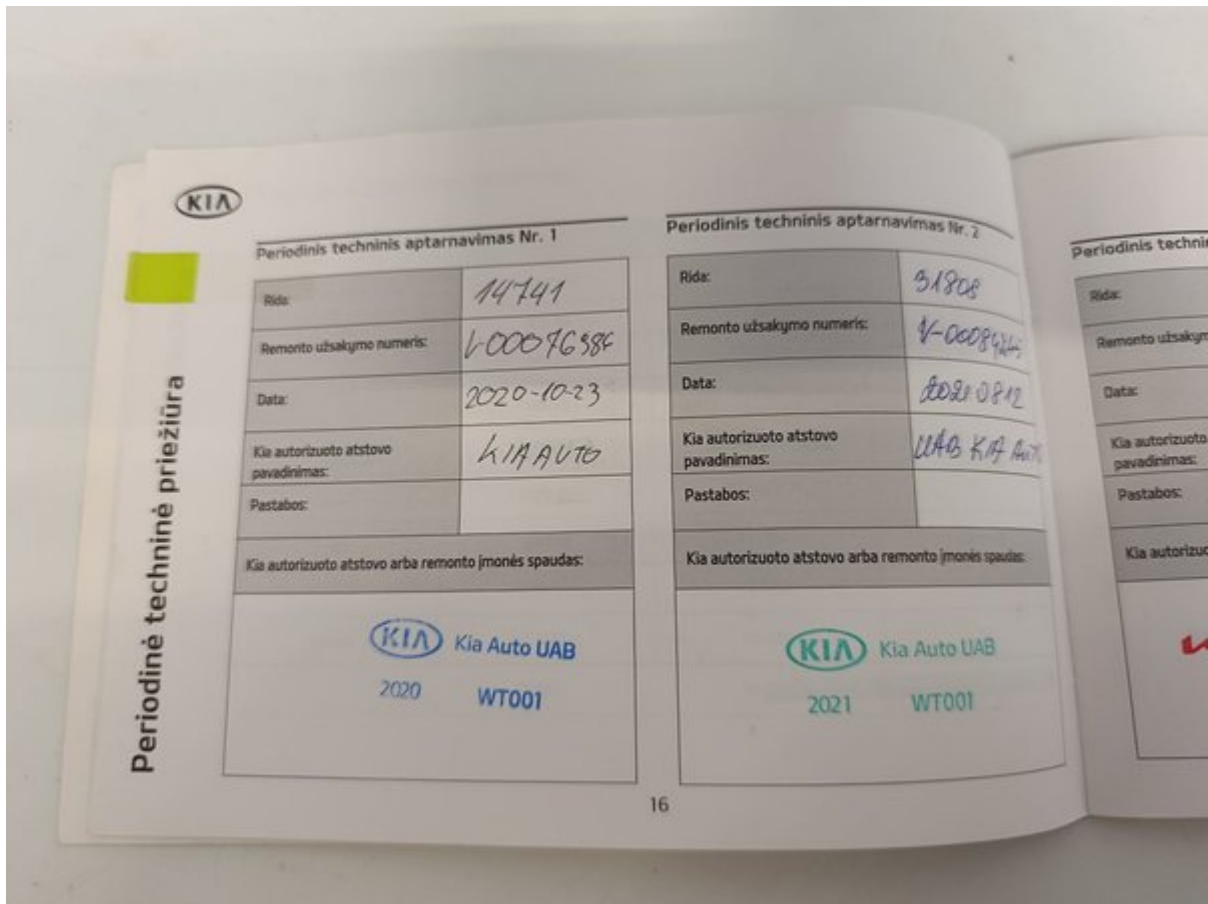 KIA
Periodinė techninė priežiūra
Periodinis techninis aptarnavimas Nr. 1
Rida: 14741
Remonto užsakymo numeris:
Data: 2020-10-23
Kia autorizuoto atstovo
pavadinimas: KIA AUTO
Pastabos:
Kia autorizuoto atstovo arba remonto įmonės spaudas:
KIA Kia Auto UAB
2020 WT001
Periodinis techninis aptarnavimas Nr. 2
Rida: 31808
Remonto užsakymo numeris:
Data:
Kia autorizuoto atstovo
pavadinimas: UAB KIA Auto
Pastabos:
Kia autorizuoto atstovo arba remonto įmonės spaudas:
KIA Kia Auto UAB
2021 WT001
16
Periodinis
Rida:
Remonto
Data:
Kia autorizuoto
pavadinimas:
Pastabos:
Kia